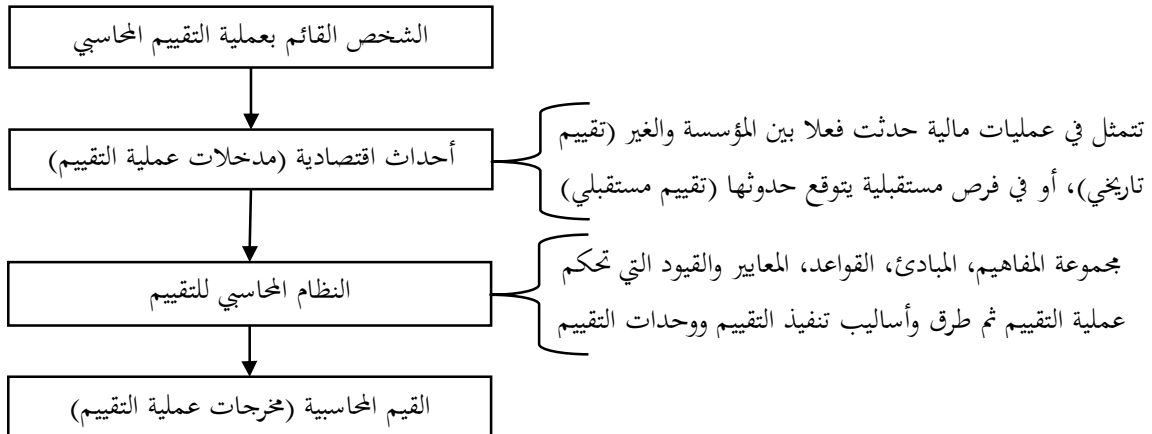 الشخص القائم بعملية التقييم المحاسبي
أحداث اقتصادية (مدخلات عملية التقييم)
تتمثل في عمليات مالية حدثت فعلا بين المؤسسة والغير (تقييم
تاريخي)، أو في فرص مستقبلية يتوقع حدوثها (تقييم مستقبلي)
النظام المحاسبي للتقييم
مجموعة المفاهيم، المبادئ، القواعد، المعايير والقيود التي تحكم
عملية التقييم ثم طرق وأساليب تنفيذ التقييم ووحدات التقييم
القيم المحاسبية (مخرجات عملية التقييم)